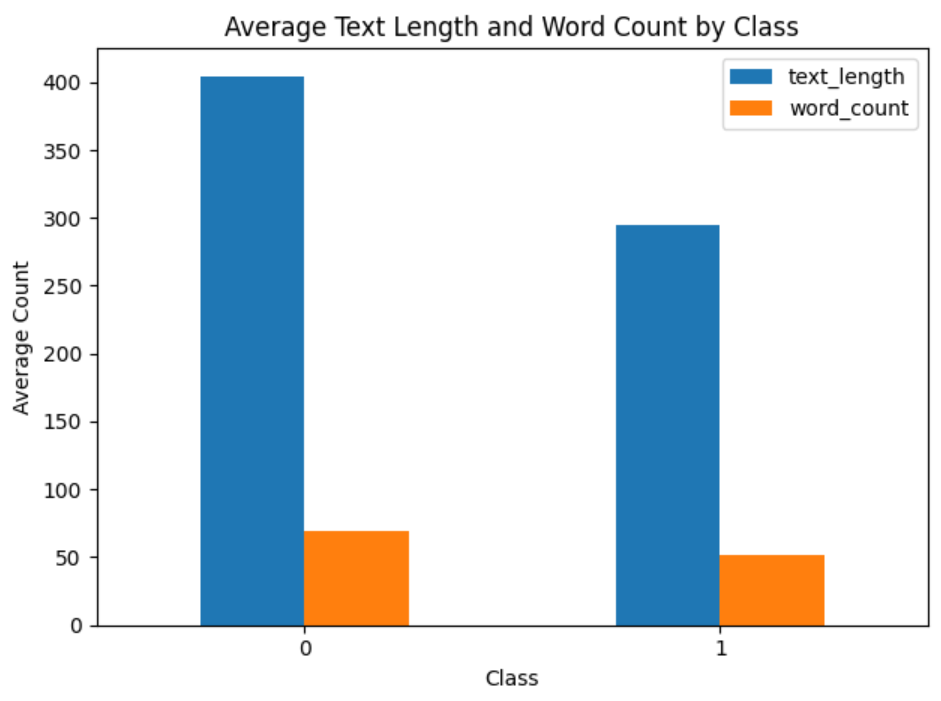 Average Text Length and Word Count by Class
text_length
word_count
400
350
300
250
200
150
100
50
0
Average Count
0 1
Class